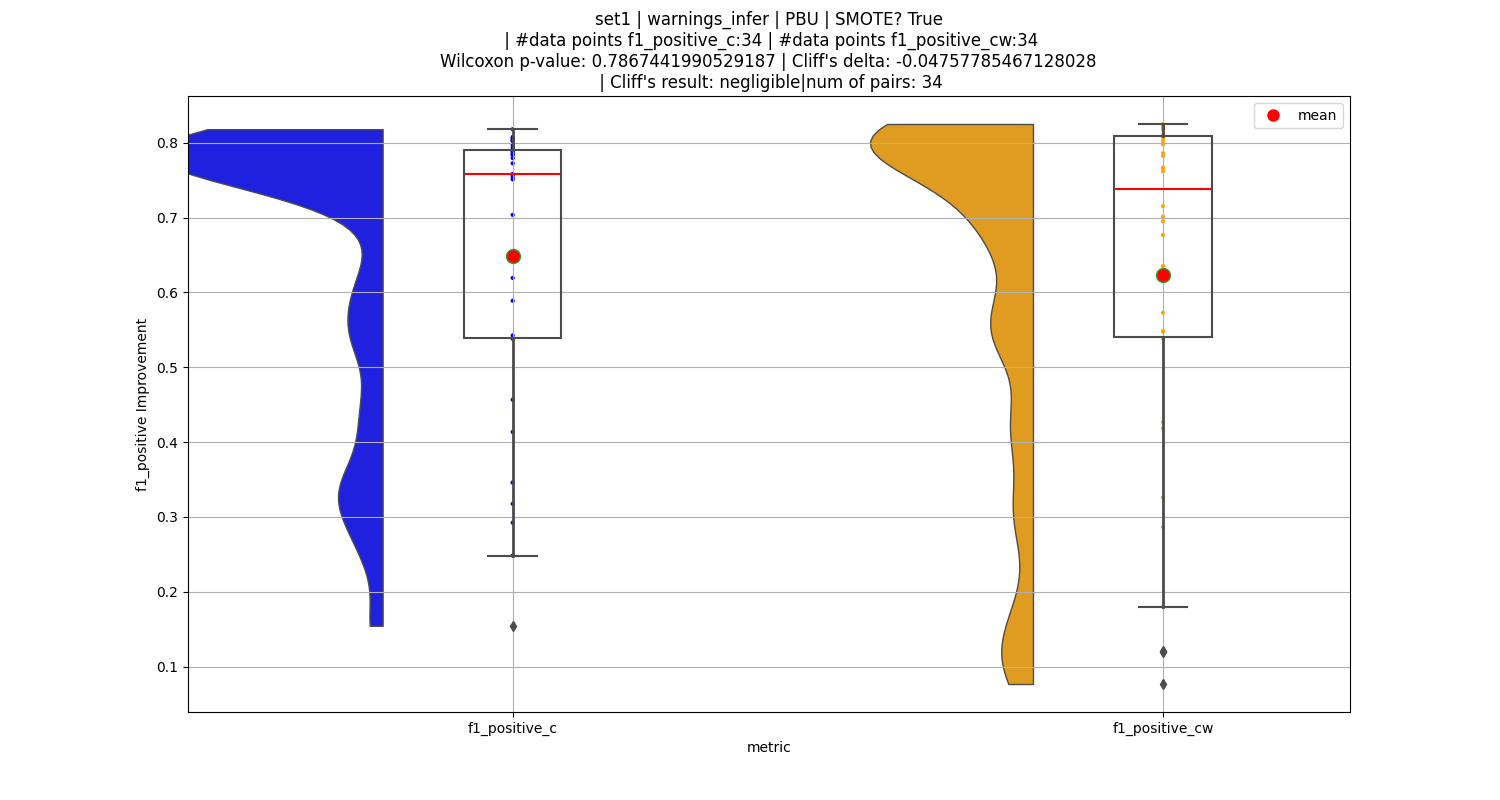 set1 | warnings_infer | PBU | SMOTE? True
| #data points f1_positive_c:34 | #data points f1_positive_cw:34
Wilcoxon p-value: 0.7867441990529187 | Cliff's delta: -0.04757785467128028
| Cliff's result: negligible|num of pairs: 34
mean
0.8
0.7
0.6
0.5
0.4
0.3
0.2
0.1
f1_positive Improvement
f1_positive_c
f1_positive_cw
metric